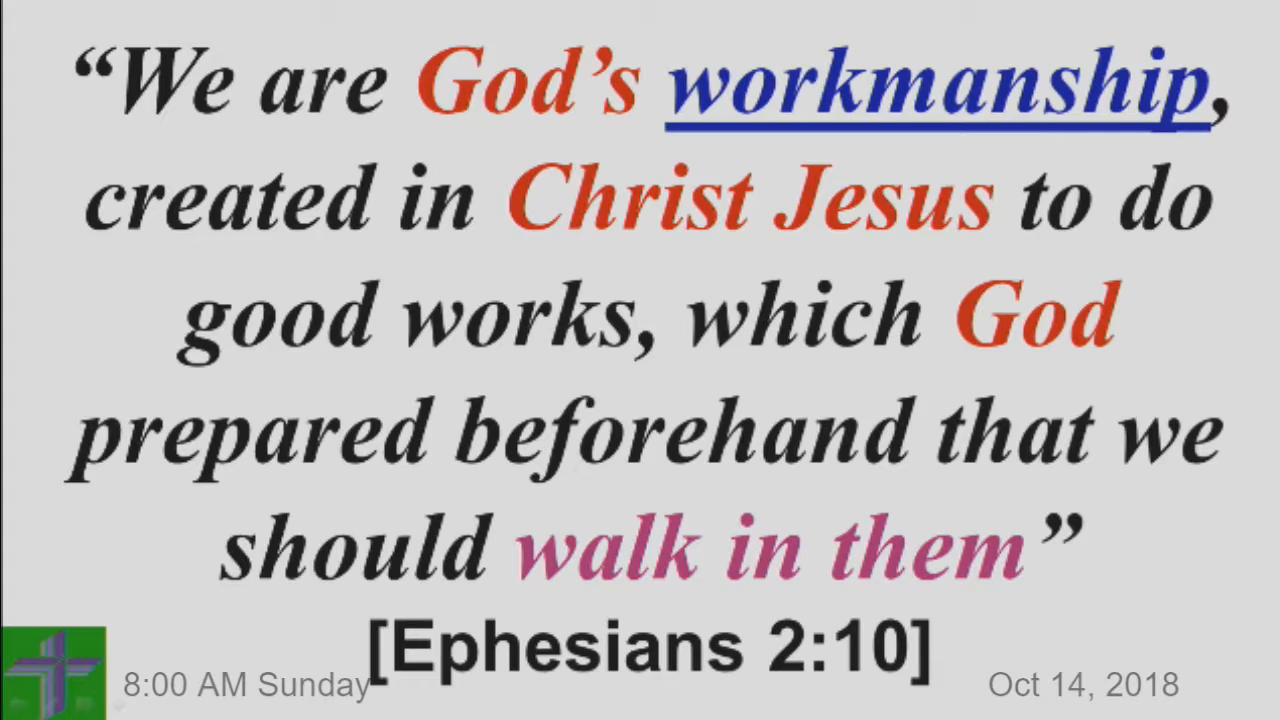 “We are God’s workmanship,
created in Christ Jesus to do
good works, which God
prepared beforehand that we
should walk in them”
[Ephesians 2:10]
8:00 AM Sunday
Oct 14, 2018